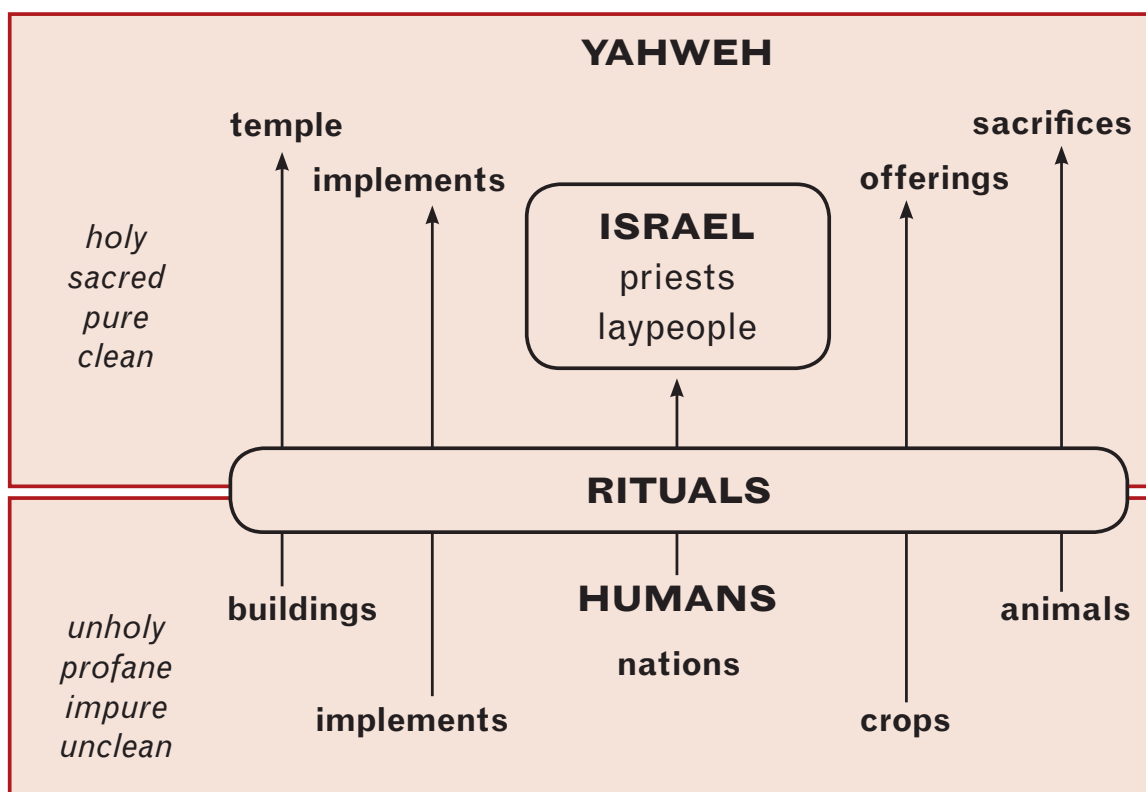 YAHWEH
temple
sacrifices
implements
offerings
ISRAEL
priests
laypeople
holy
sacred
pure
clean
RITUALS
buildings
HUMANS
animals
nations
implements
crops
unholy
profane
impure
unclean